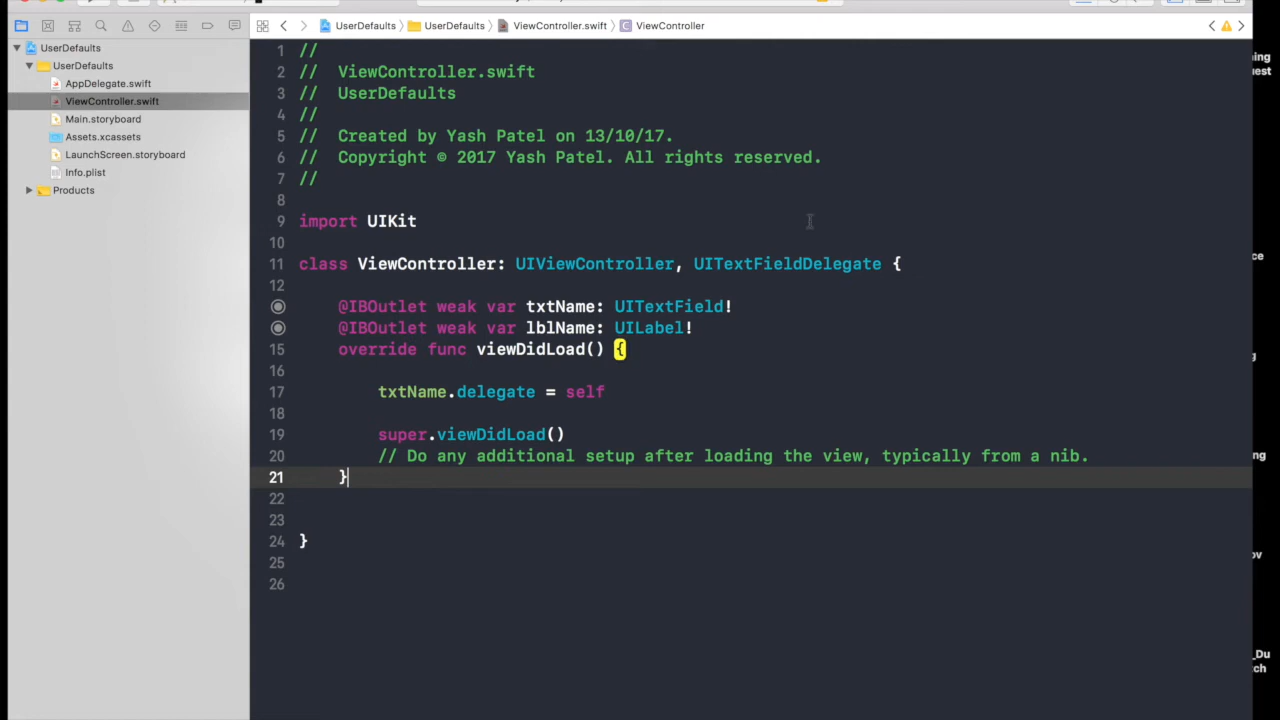 UserDefaults
UserDefaults
ViewController.swift
ViewController
UserDefaults
UserDefaults
AppDelegate.swift
ViewController.swift
Main.storyboard
Assets.xcassets
LaunchScreen.storyboard
Info.plist
Products
1 //
2 // ViewController.swift
3 // UserDefaults
4 //
5 // Created by Yash Patel on 13/10/17.
6 // Copyright © 2017 Yash Patel. All rights reserved.
7 //
8
9 import UIKit
10
11 class ViewController: UIViewController, UITextFieldDelegate {
12
@IBOutlet weak var txtName: UITextField!
@IBOutlet weak var lblName: UILabel!
15 override func viewDidLoad() {
16
17 txtName.delegate = self
18
19 super.viewDidLoad()
20 // Do any additional setup after loading the view, typically from a nib.
21 }
22
23
24 }
25
26